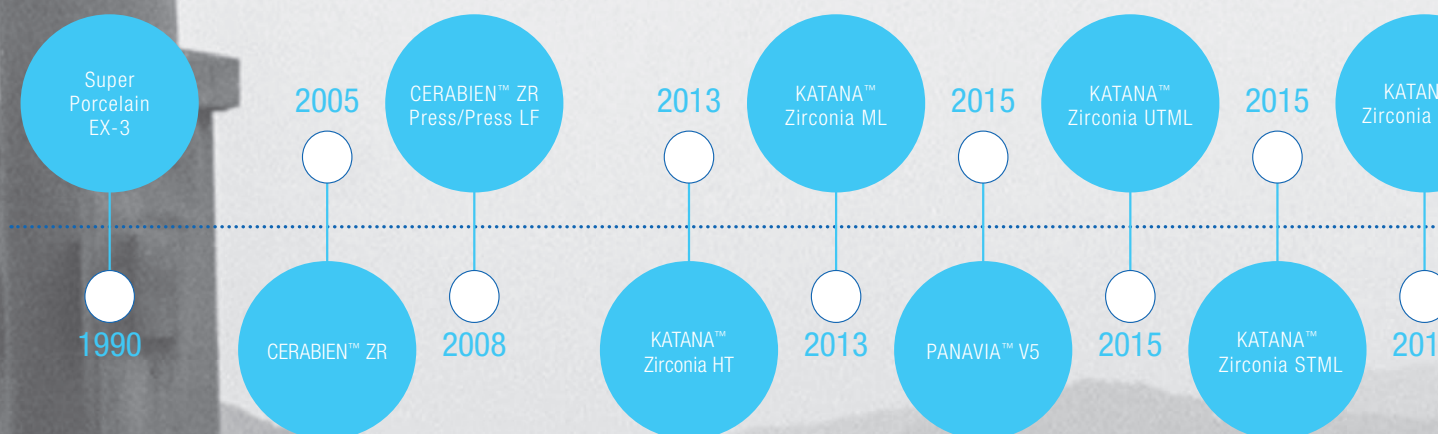 Super
Porcelain
EX-3
1990
2005
CERABIEN™ ZR
CERABIEN™ ZR
Press/Press LF
2008
2013
KATANA™
Zirconia HT
KATANA™
Zirconia ML
2013
2015
PANAVIA™ V5
KATANA™
Zirconia UTML
2015
2015
KATANA™
Zirconia STML
Zirconia